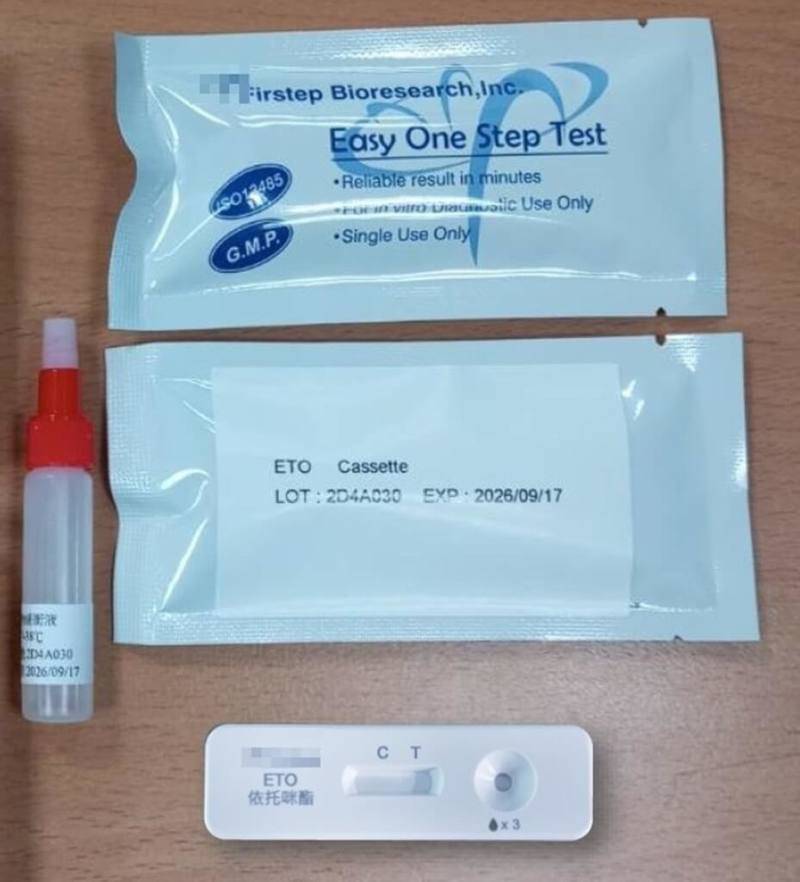 Firstep Bioresearch,Inc.
Easy One Step Test
•Reliable result in minutes
ISO13485
•For in vitro Diagnostic Use Only
G.M.P.
•Single Use Only
ETO Cassette
LOT : 2D4A030 EXP : 2026/09/17
液
2D4A030
2026/09/17
C T
ETO
依托咪酯
x 3